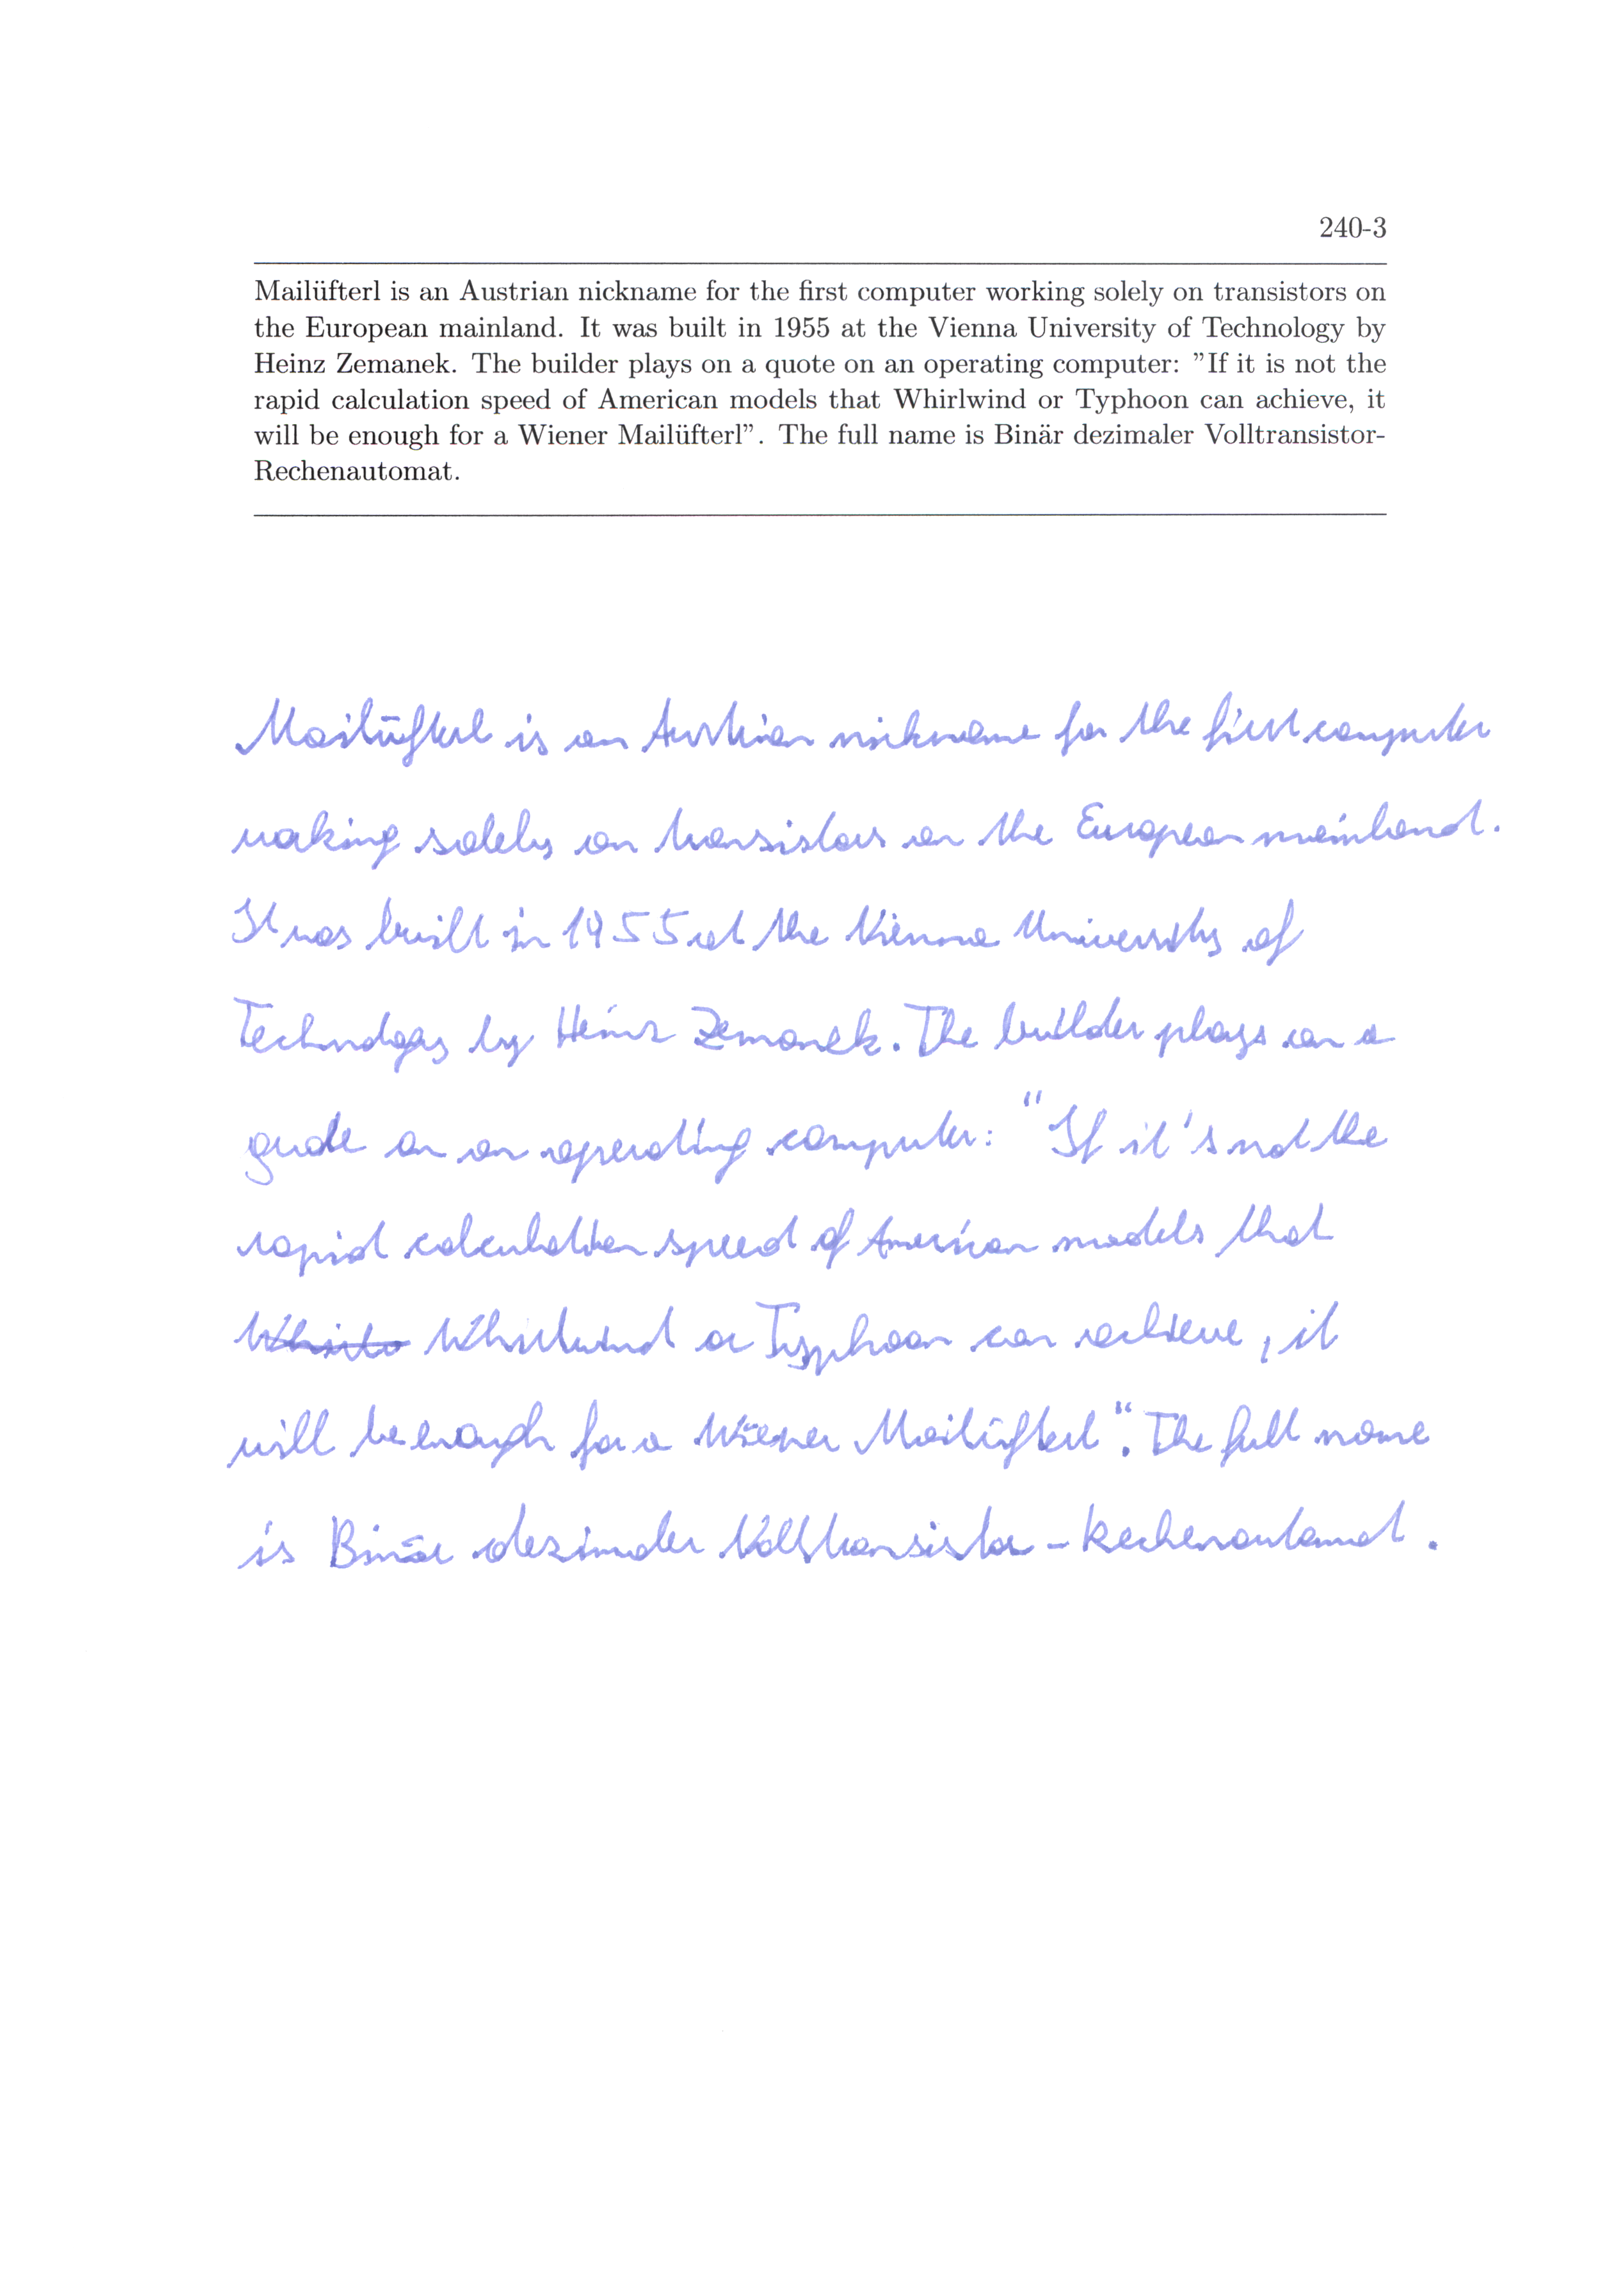 240-3
Mailüfterl is an Austrian nickname for the first computer working solely on transistors on
the European mainland. It was built in 1955 at the Vienna University of Technology by
Heinz Zemanek. The builder plays on a quote on an operating computer: ”If it is not the
rapid calculation speed of American models that Whirlwind or Typhoon can achieve, it
will be enough for a Wiener Mailüfterl”. The full name is Binär dezimaler Volltransistor-
Rechenautomat.
Mailüfterl is an Austrian nickname for the first computer
working solely on transistors on the European mainland.
It was built in 1955 at the Vienna University of
Technology by Heinz Zemanek. The builder plays on a
quote on an operating computer: "If it's not the
rapid calculation speed of American models that
Whirlwind or Typhoon can achieve, it
will be enough for a Wiener Mailüfterl". The full name
is Binär dezimaler Volltransistor-Rechenautomat.